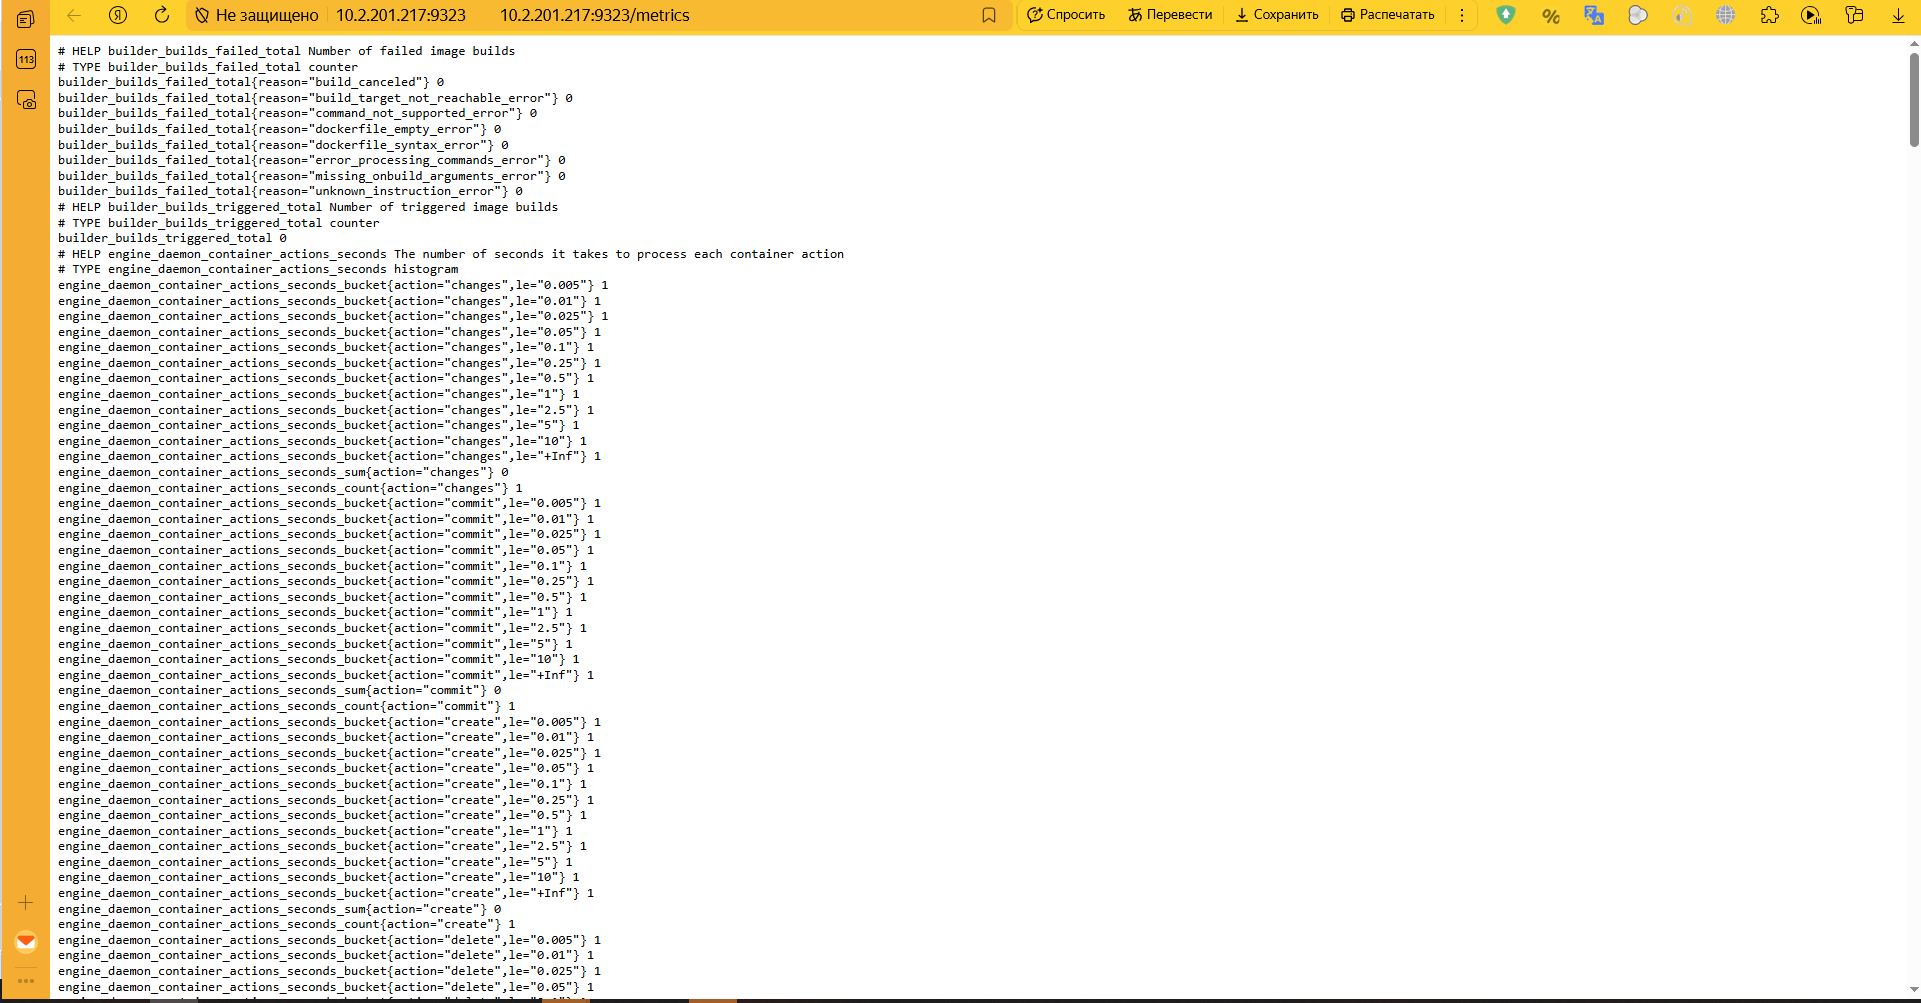 Не защищено 10.2.201.217:9323 10.2.201.217:9323/metrics Спросить Перевести Сохранить Распечатать
113
# HELP builder_builds_failed_total Number of failed image builds
# TYPE builder_builds_failed_total counter
builder_builds_failed_total{reason="build_canceled"} 0
builder_builds_failed_total{reason="build_target_not_reachable_error"} 0
builder_builds_failed_total{reason="command_not_supported_error"} 0
builder_builds_failed_total{reason="dockerfile_empty_error"} 0
builder_builds_failed_total{reason="dockerfile_syntax_error"} 0
builder_builds_failed_total{reason="error_processing_commands_error"} 0
builder_builds_failed_total{reason="missing_onbuild_arguments_error"} 0
builder_builds_failed_total{reason="unknown_instruction_error"} 0
# HELP builder_builds_triggered_total Number of triggered image builds
# TYPE builder_builds_triggered_total counter
builder_builds_triggered_total 0
# HELP engine_daemon_container_actions_seconds The number of seconds it takes to process each container action
# TYPE engine_daemon_container_actions_seconds histogram
engine_daemon_container_actions_seconds_bucket{action="changes",le="0.005"} 1
engine_daemon_container_actions_seconds_bucket{action="changes",le="0.01"} 1
engine_daemon_container_actions_seconds_bucket{action="changes",le="0.025"} 1
engine_daemon_container_actions_seconds_bucket{action="changes",le="0.05"} 1
engine_daemon_container_actions_seconds_bucket{action="changes",le="0.1"} 1
engine_daemon_container_actions_seconds_bucket{action="changes",le="0.25"} 1
engine_daemon_container_actions_seconds_bucket{action="changes",le="0.5"} 1
engine_daemon_container_actions_seconds_bucket{action="changes",le="1"} 1
engine_daemon_container_actions_seconds_bucket{action="changes",le="2.5"} 1
engine_daemon_container_actions_seconds_bucket{action="changes",le="5"} 1
engine_daemon_container_actions_seconds_bucket{action="changes",le="10"} 1
engine_daemon_container_actions_seconds_bucket{action="changes",le="+Inf"} 1
engine_daemon_container_actions_seconds_sum{action="changes"} 0
engine_daemon_container_actions_seconds_count{action="changes"} 1
engine_daemon_container_actions_seconds_bucket{action="commit",le="0.005"} 1
engine_daemon_container_actions_seconds_bucket{action="commit",le="0.01"} 1
engine_daemon_container_actions_seconds_bucket{action="commit",le="0.025"} 1
engine_daemon_container_actions_seconds_bucket{action="commit",le="0.05"} 1
engine_daemon_container_actions_seconds_bucket{action="commit",le="0.1"} 1
engine_daemon_container_actions_seconds_bucket{action="commit",le="0.25"} 1
engine_daemon_container_actions_seconds_bucket{action="commit",le="0.5"} 1
engine_daemon_container_actions_seconds_bucket{action="commit",le="1"} 1
engine_daemon_container_actions_seconds_bucket{action="commit",le="2.5"} 1
engine_daemon_container_actions_seconds_bucket{action="commit",le="5"} 1
engine_daemon_container_actions_seconds_bucket{action="commit",le="10"} 1
engine_daemon_container_actions_seconds_bucket{action="commit",le="+Inf"} 1
engine_daemon_container_actions_seconds_sum{action="commit"} 0
engine_daemon_container_actions_seconds_count{action="commit"} 1
engine_daemon_container_actions_seconds_bucket{action="create",le="0.005"} 1
engine_daemon_container_actions_seconds_bucket{action="create",le="0.01"} 1
engine_daemon_container_actions_seconds_bucket{action="create",le="0.025"} 1
engine_daemon_container_actions_seconds_bucket{action="create",le="0.05"} 1
engine_daemon_container_actions_seconds_bucket{action="create",le="0.1"} 1
engine_daemon_container_actions_seconds_bucket{action="create",le="0.25"} 1
engine_daemon_container_actions_seconds_bucket{action="create",le="0.5"} 1
engine_daemon_container_actions_seconds_bucket{action="create",le="1"} 1
engine_daemon_container_actions_seconds_bucket{action="create",le="2.5"} 1
engine_daemon_container_actions_seconds_bucket{action="create",le="5"} 1
engine_daemon_container_actions_seconds_bucket{action="create",le="10"} 1
engine_daemon_container_actions_seconds_bucket{action="create",le="+Inf"} 1
engine_daemon_container_actions_seconds_sum{action="create"} 0
engine_daemon_container_actions_seconds_count{action="create"} 1
engine_daemon_container_actions_seconds_bucket{action="delete",le="0.005"} 1
engine_daemon_container_actions_seconds_bucket{action="delete",le="0.01"} 1
engine_daemon_container_actions_seconds_bucket{action="delete",le="0.025"} 1
engine_daemon_container_actions_seconds_bucket{action="delete",le="0.05"} 1